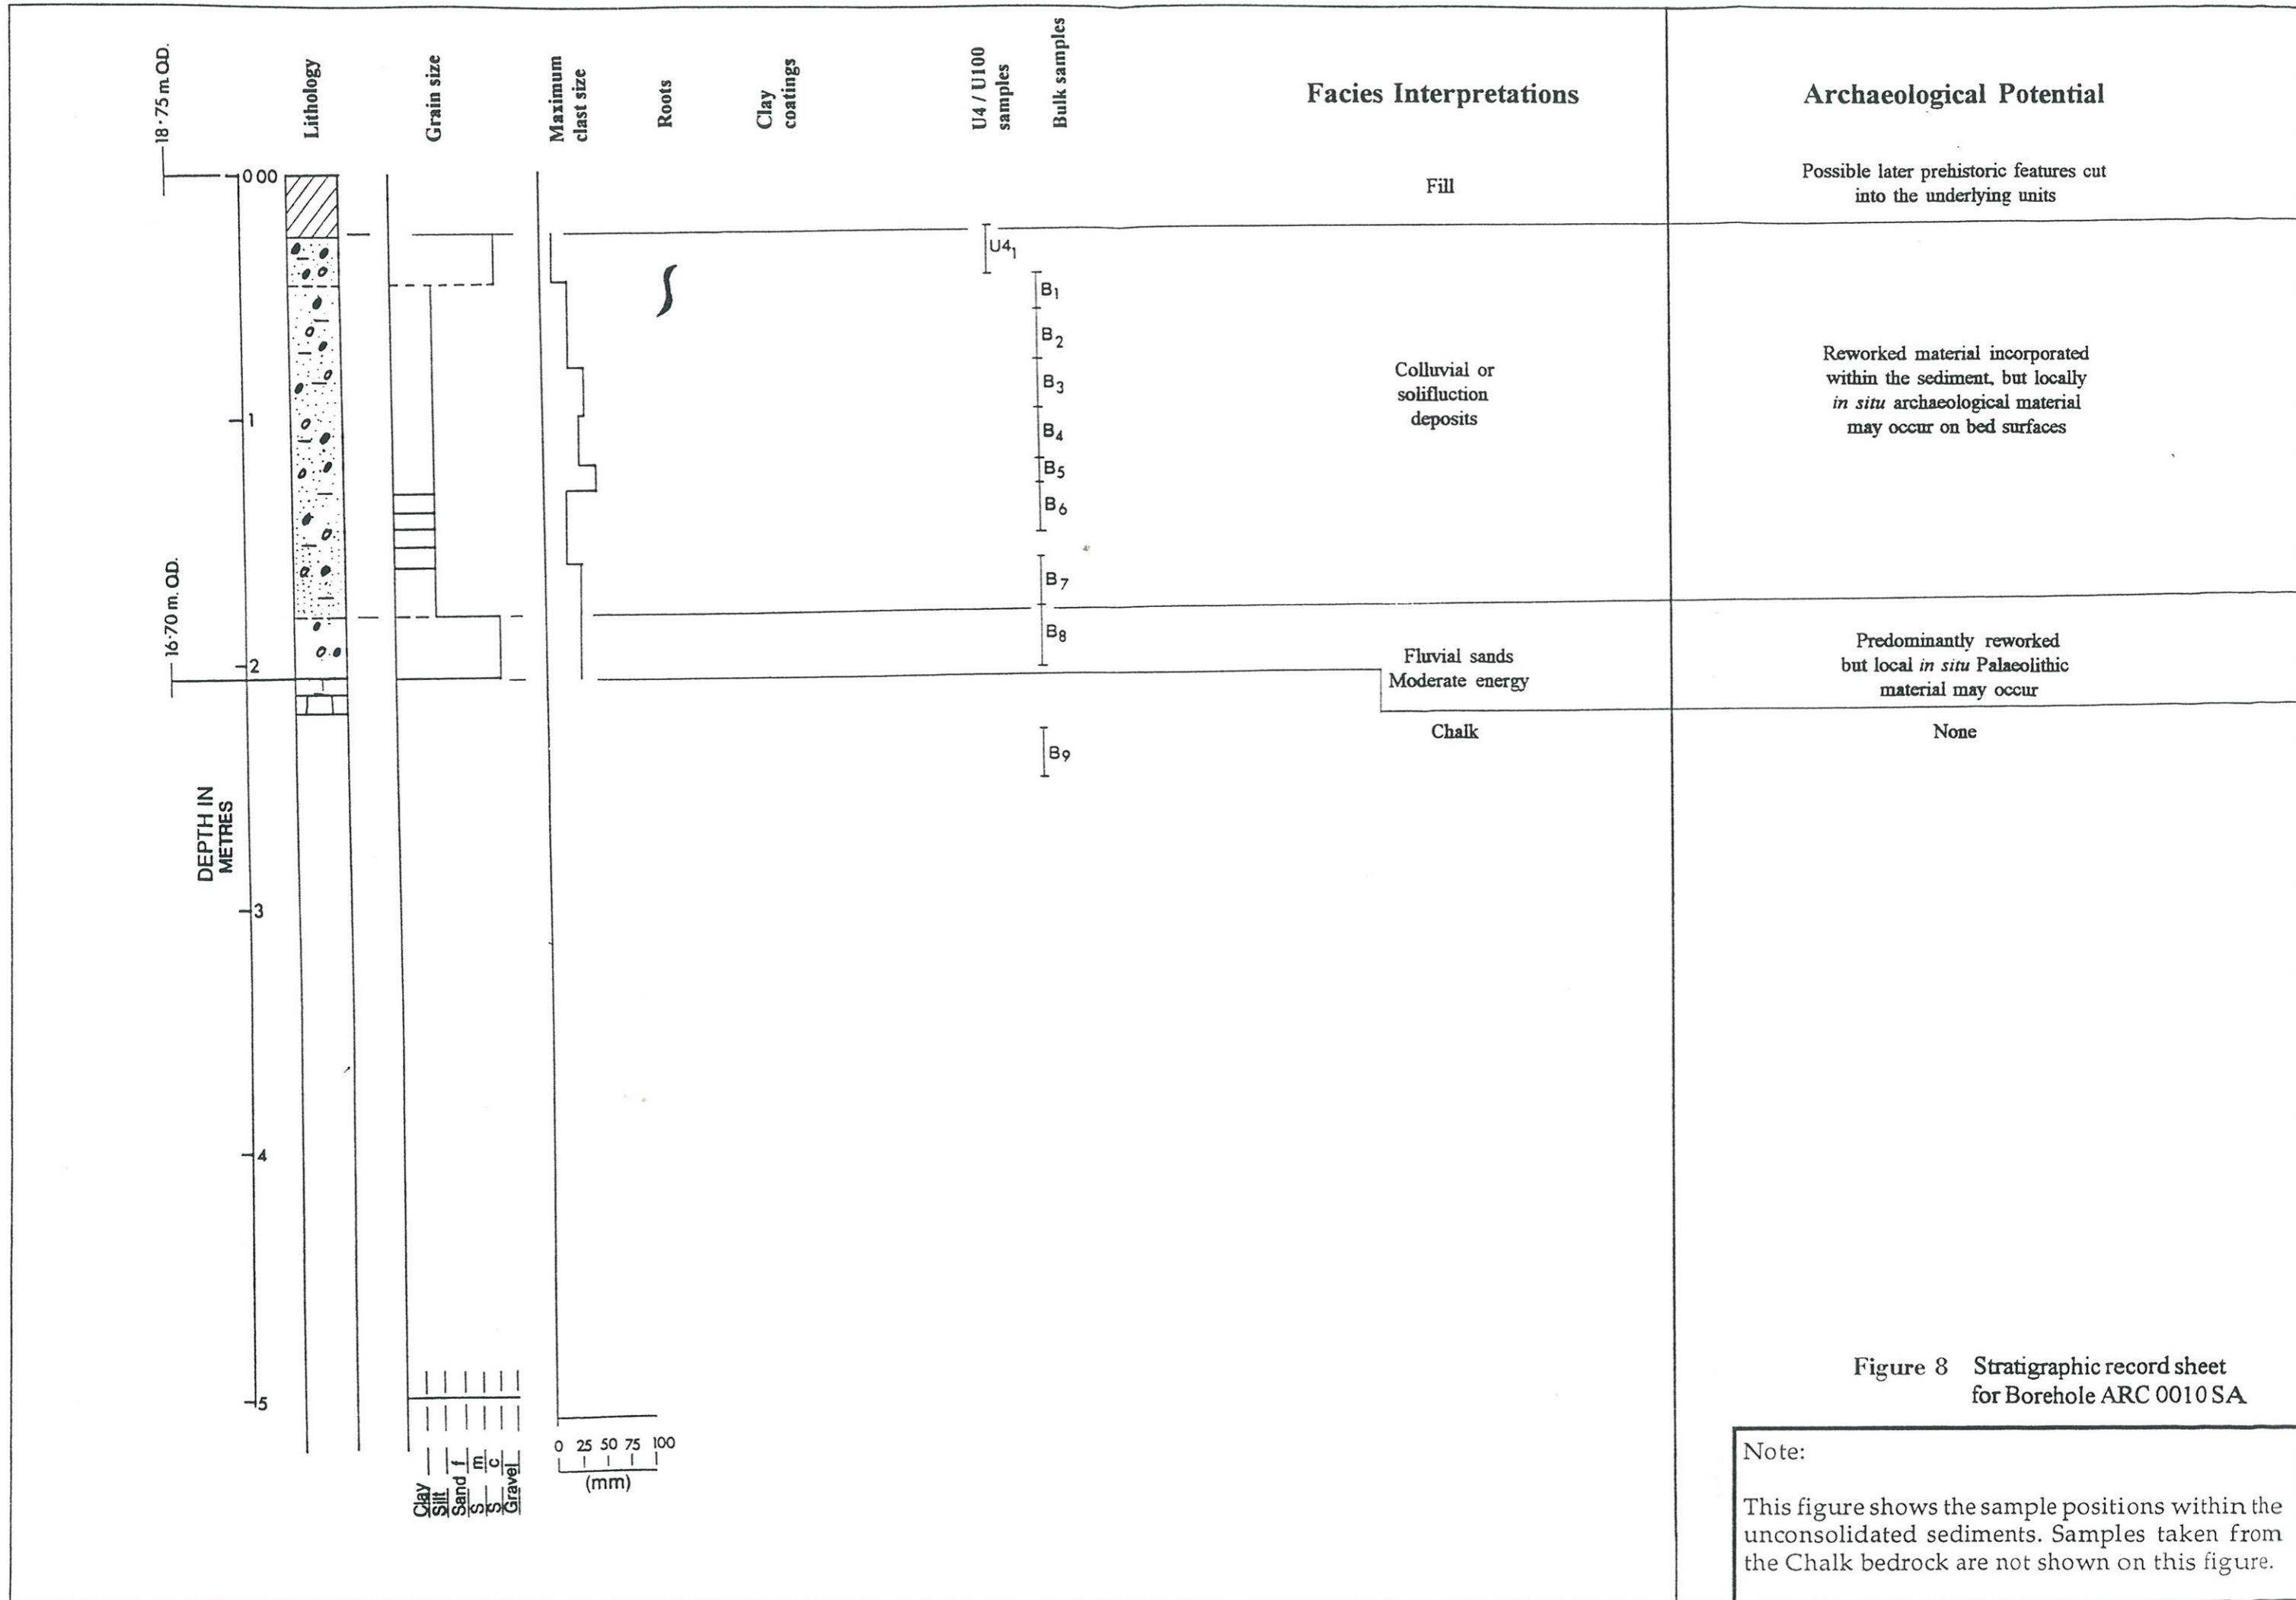 18·75 m O.D.
Lithology
Grain size
Maximum
clast size
Roots
Clay
coatings
U4 / U100
samples
Bulk samples
Facies Interpretations
Archaeological Potential
000
Fill
Possible later prehistoric features cut
into the underlying units
U4₁
B₁
B₂
B₃
B₄
B₅
B₆
B₇
B₈
B₉
Colluvial or
solifluction
deposits
Reworked material incorporated
within the sediment, but locally
in situ archaeological material
may occur on bed surfaces
1
16·70 m. O.D.
2
Fluvial sands
Moderate energy
Predominantly reworked
but local in situ Palaeolithic
material may occur
Chalk
None
DEPTH IN
METRES
3
4
5
Clay
Silt
Sand f
S m
S c
Gravel
0 25 50 75 100
(mm)
Figure 8 Stratigraphic record sheet
for Borehole ARC 0010 SA
Note:
This figure shows the sample positions within the
unconsolidated sediments. Samples taken from
the Chalk bedrock are not shown on this figure.